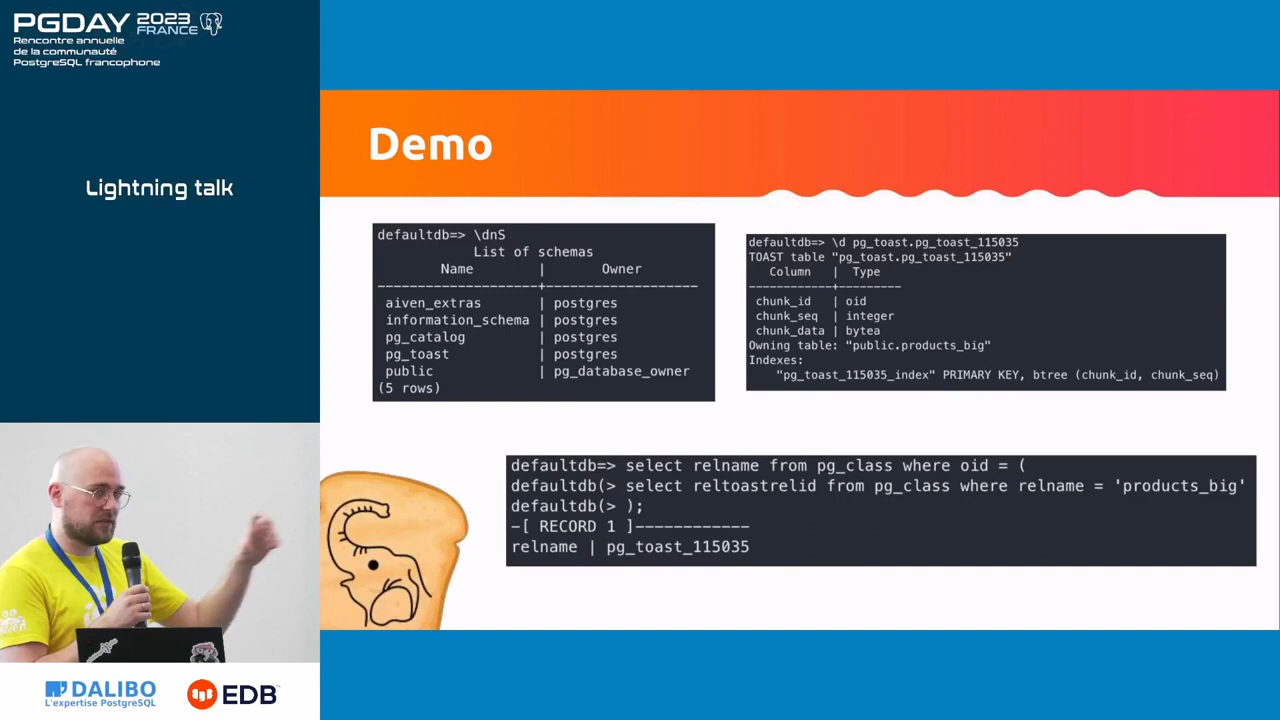 PGDAY 2023 FRANCE
Rencontre annuelle
de la communauté
PostgreSQL francophone
Lightning talk
Demo
defaultdb=> \dnS
List of schemas
Name | Owner
--------------------+-------------------
aiven_extras | postgres
information_schema | postgres
pg_catalog | postgres
pg_toast | postgres
public | pg_database_owner
(5 rows)
defaultdb=> \d pg_toast.pg_toast_115035
TOAST table "pg_toast.pg_toast_115035"
Column | Type
------------+---------
chunk_id | oid
chunk_seq | integer
chunk_data | bytea
Owning table: "public.products_big"
Indexes:
"pg_toast_115035_index" PRIMARY KEY, btree (chunk_id, chunk_seq)
defaultdb=> select relname from pg_class where oid = (
defaultdb(> select reltoastrelid from pg_class where relname = 'products_big'
defaultdb(> );
-[ RECORD 1 ]------------
relname | pg_toast_115035
DALIBO
L'expertise PostgreSQL
EDB